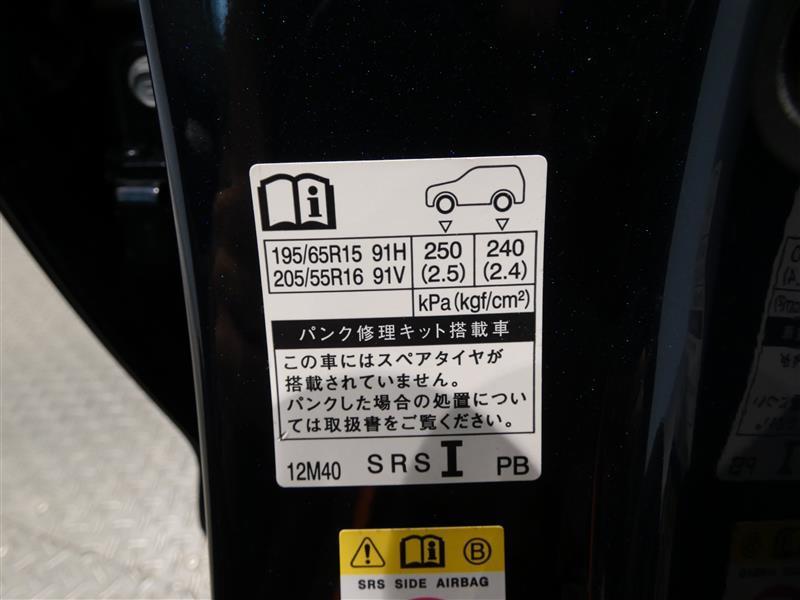 195/65R15 91H 250 240
205/55R16 91V (2.5) (2.4)
kPa(kgf/cm²)
パンク修理キット搭載車
この車にはスペアタイヤが
搭載されていません。
パンクした場合の処置につい
ては取扱書をご覧ください。
12M40 SRS I PB
B
SRS SIDE AIRBAG